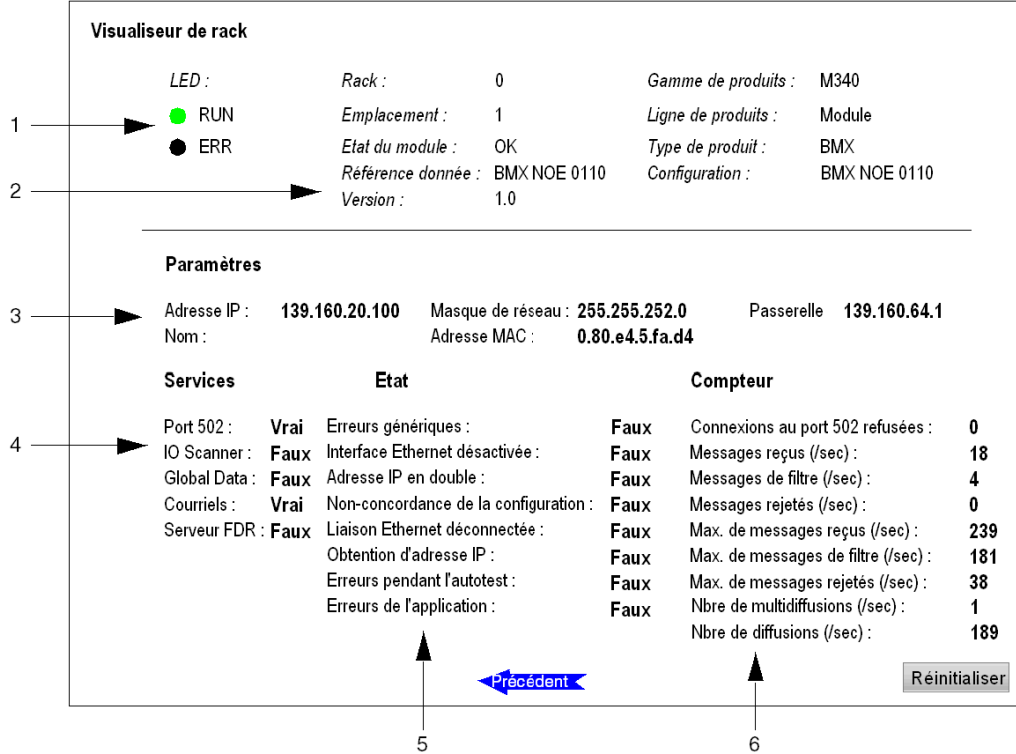 Visualiseur de rack
LED : Rack : 0 Gamme de produits : M340
1 RUN Emplacement : 1 Ligne de produits : Module
ERR Etat du module : OK Type de produit : BMX
2 Référence donnée : BMX NOE 0110 Configuration : BMX NOE 0110
Version : 1.0
Paramètres
3 Adresse IP : 139.160.20.100 Masque de réseau : 255.255.252.0 Passerelle 139.160.64.1
Nom : Adresse MAC : 0.80.e4.5.fa.d4
Services Etat Compteur
Port 502 : Vrai Erreurs génériques : Faux Connexions au port 502 refusées : 0
4 IO Scanner : Faux Interface Ethernet désactivée : Faux Messages reçus (/sec) : 18
Global Data : Faux Adresse IP en double : Faux Messages de filtre (/sec) : 4
Courriels : Vrai Non-concordance de la configuration : Faux Messages rejetés (/sec) : 0
Serveur FDR : Faux Liaison Ethernet déconnectée : Faux Max. de messages reçus (/sec) : 239
Obtention d'adresse IP : Faux Max. de messages de filtre (/sec) : 181
Erreurs pendant l'autotest : Faux Max. de messages rejetés (/sec) : 38
Erreurs de l'application : Faux Nbre de multidiffusions (/sec) : 1
Nbre de diffusions (/sec) : 189
Précédent Réinitialiser
5 6